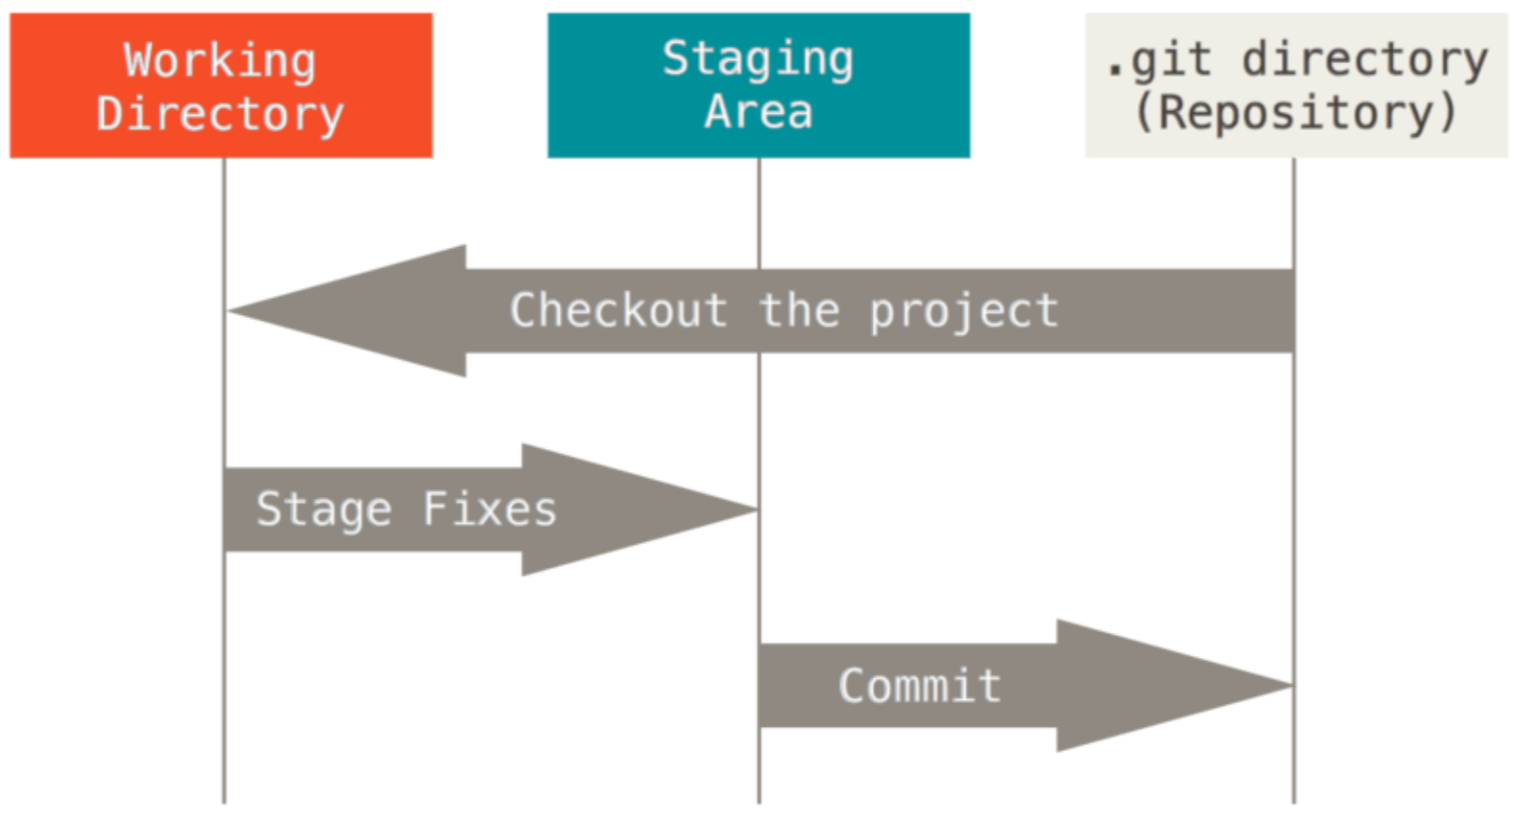 Working
Directory
Staging
Area
.git directory
(Repository)
Checkout the project
Stage Fixes
Commit